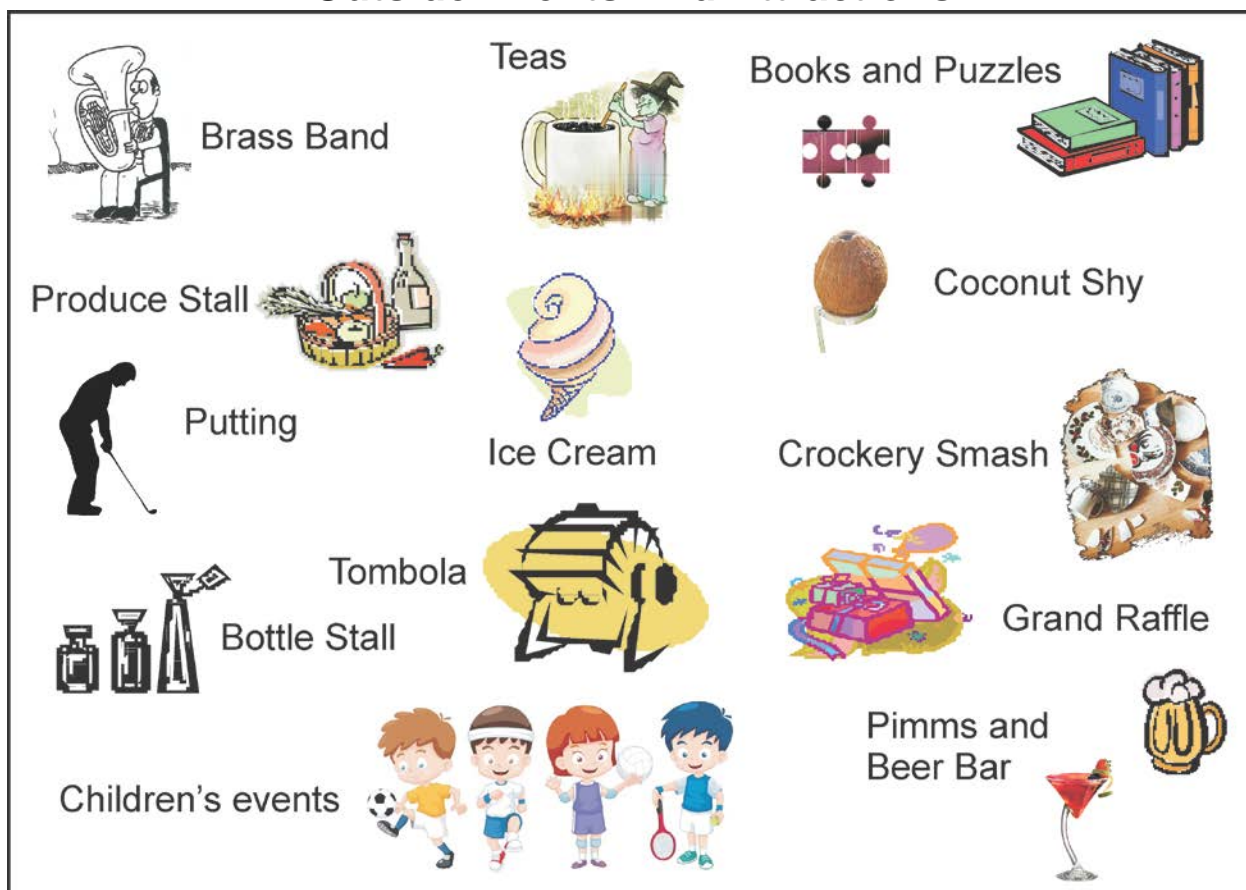 Brass Band
Teas
Books and Puzzles
Produce Stall
Coconut Shy
Putting
Ice Cream
Crockery Smash
Tombola
Bottle Stall
Grand Raffle
Pimms and
Beer Bar
Children's events